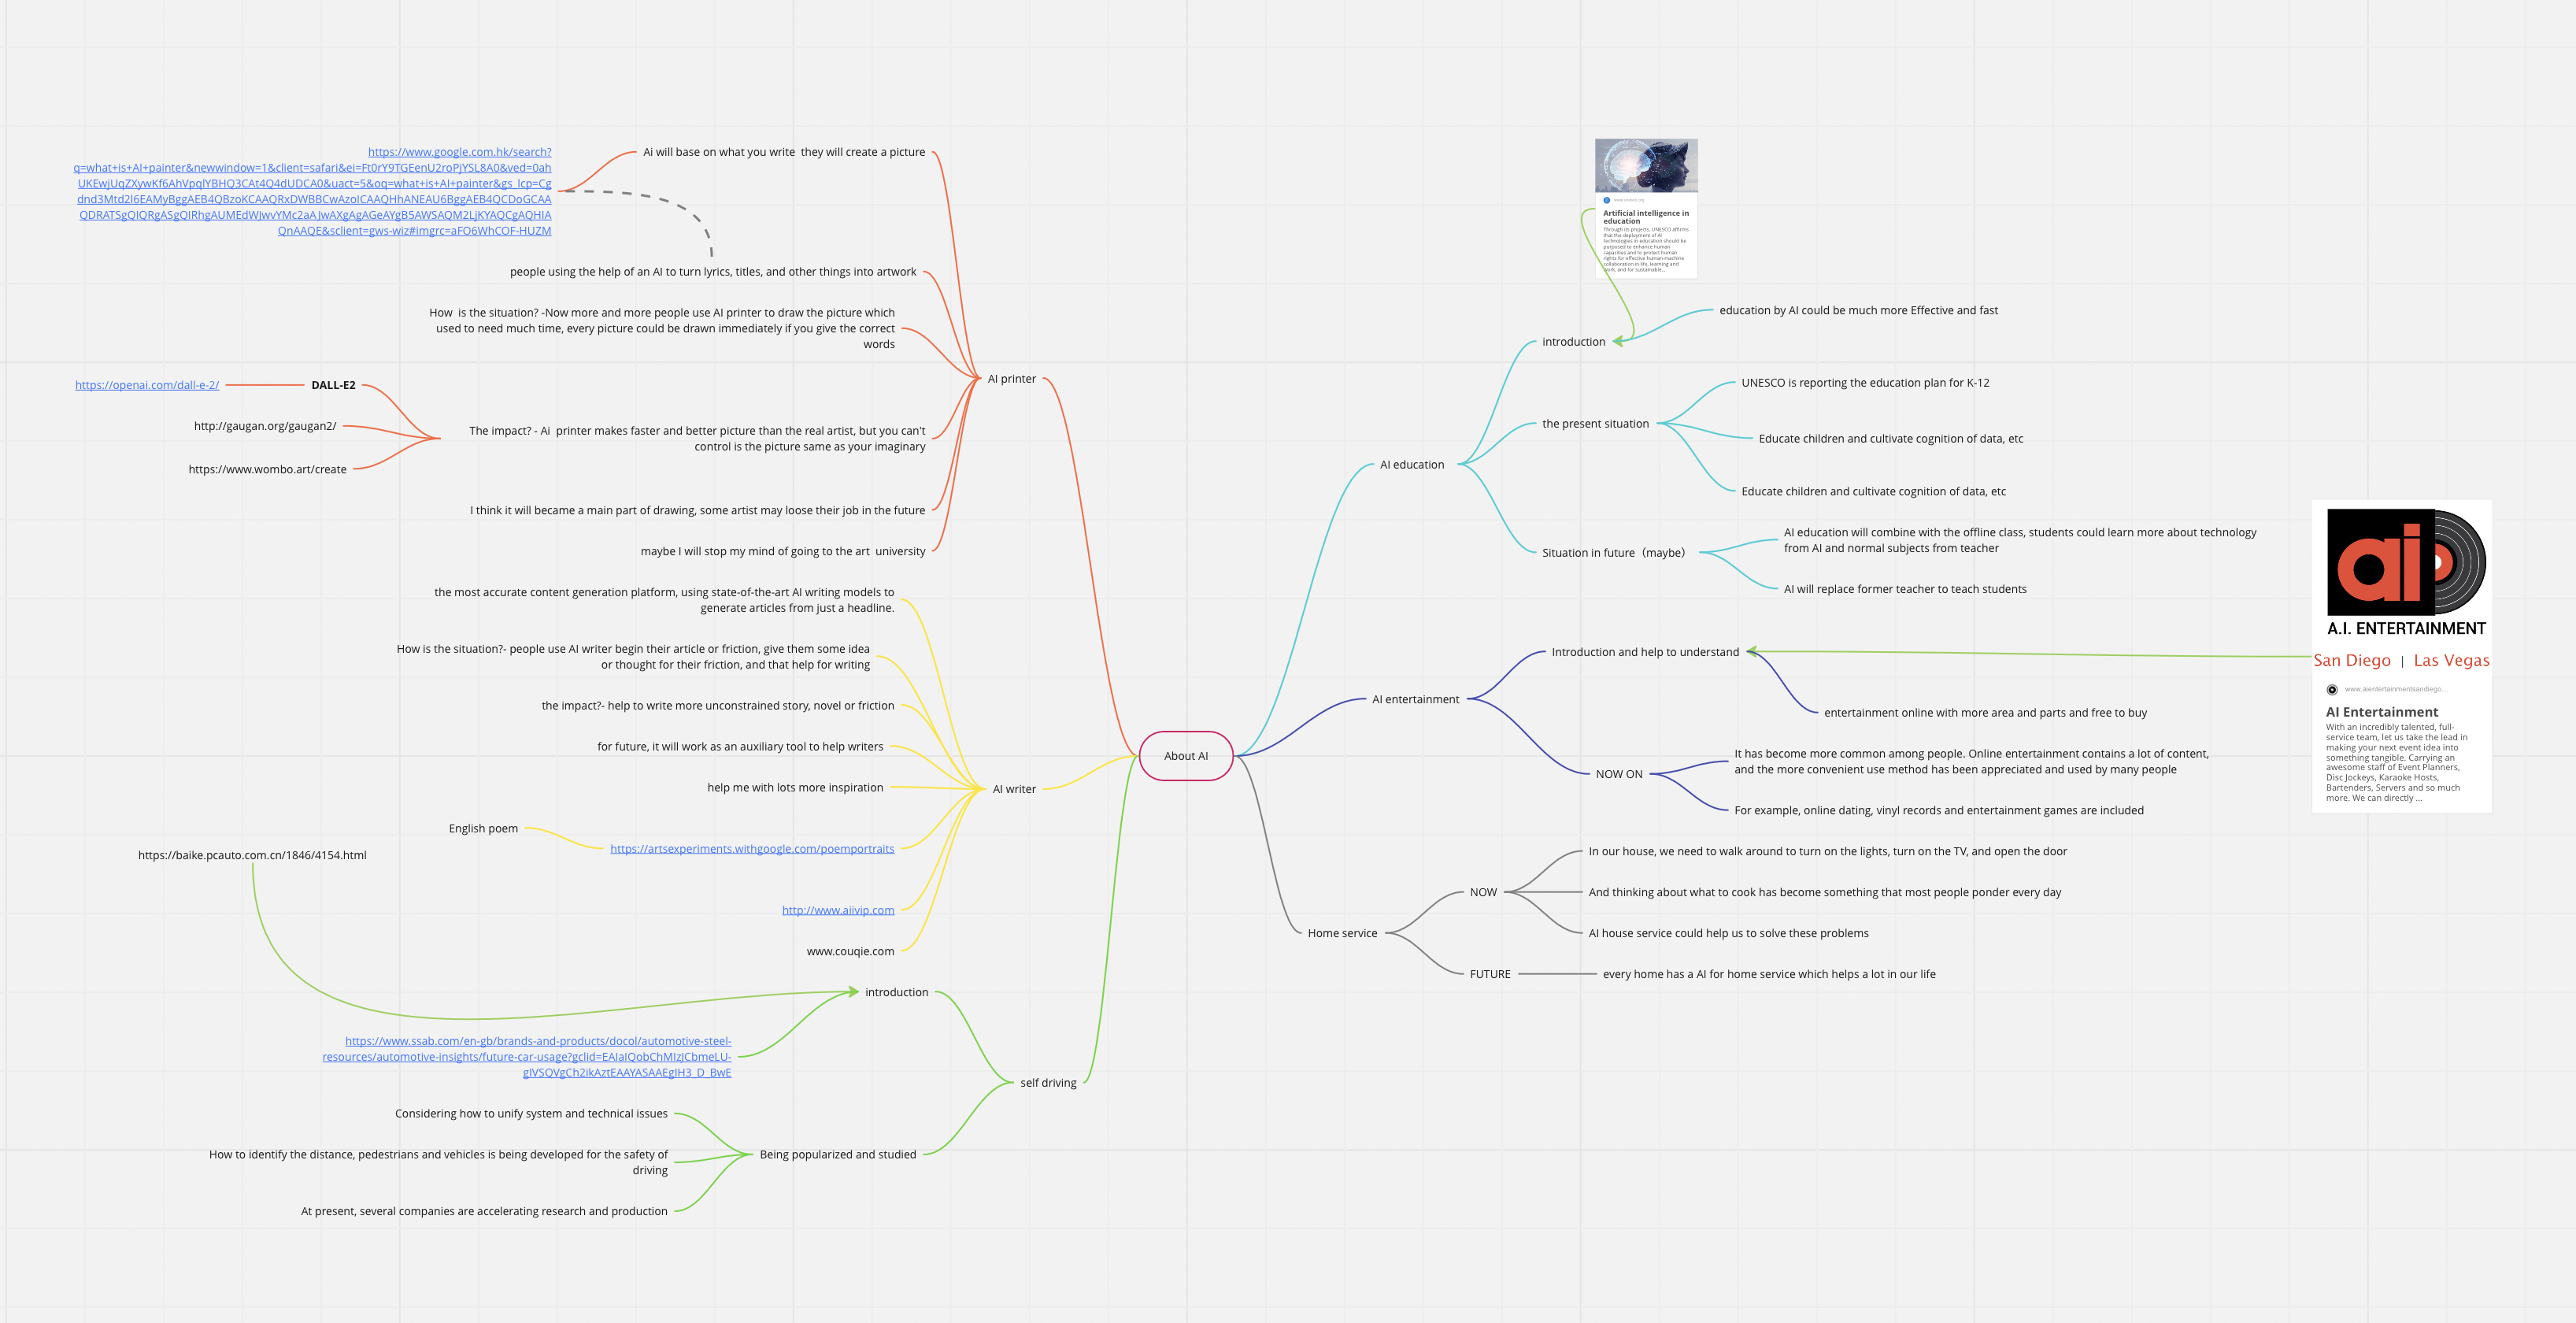 https://www.google.com.hk/search?
q=what+is+AI+painter&newwindow=1&client=safari&ei=Ft0rY9TGEenU2roPjYSL8A0&ved=0ah
UKEwjUqZXywKf6AhVpqlYBHQ3CAt4Q4dUDCA0&uact=5&oq=what+is+AI+painter&gs_lcp=Cg
dnd3Mtd2l6EAMyBggAEB4QBzoKCAAQRxDWBBCwAzoICAAQHhANEAU6BggAEB4QCDoGCAA
QDRATSgQIQRgASgQIRhgAUMEdWJwvYMc2aAJwAXgAgAGeAYgB5AWSAQM2LjKYAQCgAQHIA
QnAAQE&sclient=gws-wiz#imgrc=aFO6WhCOF-HUZM
Ai will base on what you write they will create a picture
people using the help of an AI to turn lyrics, titles, and other things into artwork
How is the situation? -Now more and more people use AI printer to draw the picture which
used to need much time, every picture could be drawn immediately if you give the correct
words
AI printer
https://openai.com/dall-e-2/
DALL-E2
http://gaugan.org/gaugan2/
https://www.wombo.art/create
The impact? - Ai printer makes faster and better picture than the real artist, but you can't
control is the picture same as your imaginary
I think it will became a main part of drawing, some artist may loose their job in the future
maybe I will stop my mind of going to the art university
the most accurate content generation platform, using state-of-the-art AI writing models to
generate articles from just a headline.
How is the situation?- people use AI writer begin their article or friction, give them some idea
or thought for their friction, and that help for writing
the impact?- help to write more unconstrained story, novel or friction
for future, it will work as an auxiliary tool to help writers
help me with lots more inspiration
AI writer
English poem
https://artsexperiments.withgoogle.com/poemportraits
http://www.aiivip.com
www.couqie.com
https://baike.pcauto.com.cn/1846/4154.html
introduction
https://www.ssab.com/en-gb/brands-and-products/docol/automotive-steel-
resources/automotive-insights/future-car-usage?gclid=EAIaIQobChMIzJCbmeLU-
gIVSQVgCh2ikAztEAAYASAAEgIH3_D_BwE
self driving
Considering how to unify system and technical issues
How to identify the distance, pedestrians and vehicles is being developed for the safety of
driving
At present, several companies are accelerating research and production
Being popularized and studied
About AI
www.unesco.org
Artificial intelligence in
education
Through its projects, UNESCO affirms
that the deployment of AI
technologies in education should be
purposed to enhance human
capacities and to protect human
rights for effective human-machine
collaboration in life, learning and
work, and for sustainable...
education by AI could be much more Effective and fast
introduction
UNESCO is reporting the education plan for K-12
the present situation
Educate children and cultivate cognition of data, etc
AI education
Educate children and cultivate cognition of data, etc
AI education will combine with the offline class, students could learn more about technology
from AI and normal subjects from teacher
Situation in future（maybe）
AI will replace former teacher to teach students
Introduction and help to understand
AI entertainment
entertainment online with more area and parts and free to buy
It has become more common among people. Online entertainment contains a lot of content,
and the more convenient use method has been appreciated and used by many people
NOW ON
For example, online dating, vinyl records and entertainment games are included
In our house, we need to walk around to turn on the lights, turn on the TV, and open the door
NOW
And thinking about what to cook has become something that most people ponder every day
Home service
AI house service could help us to solve these problems
FUTURE
every home has a AI for home service which helps a lot in our life
ai
A.I. ENTERTAINMENT
San Diego | Las Vegas
www.aientertainmentsandiego...
AI Entertainment
With an incredibly talented, full-
service team, let us take the lead in
making your next event idea into
something tangible. Carrying an
awesome staff of Event Planners,
Disc Jockeys, Karaoke Hosts,
Bartenders, Servers and so much
more. We can directly ...